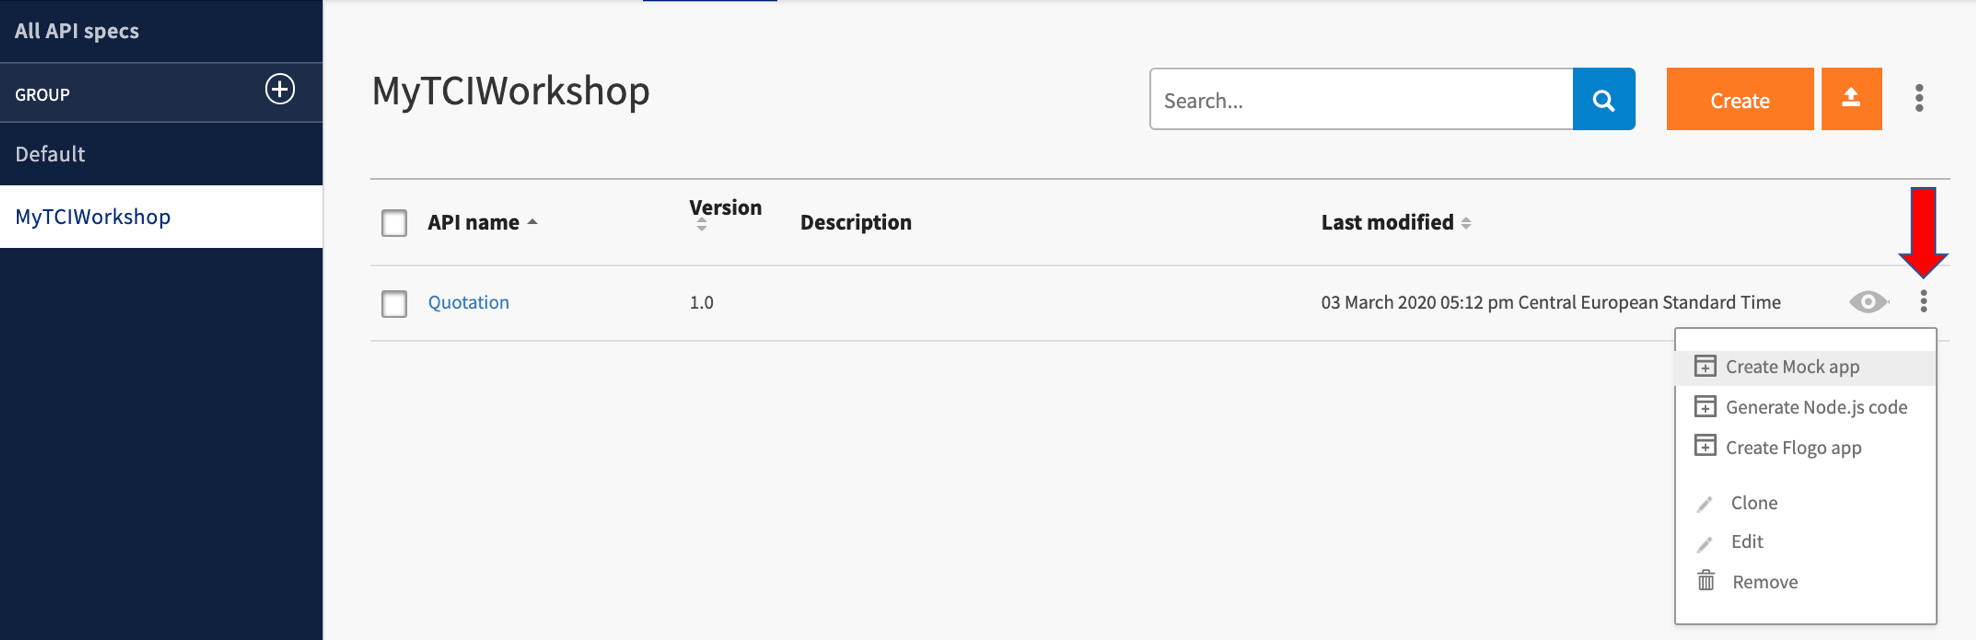 All API specs
GROUP
Default
MyTCIWorkshop
MyTCIWorkshop
Search...
Create
API name
Version
Description
Last modified
Quotation
1.0
03 March 2020 05:12 pm Central European Standard Time
Create Mock app
Generate Node.js code
Create Flogo app
Clone
Edit
Remove